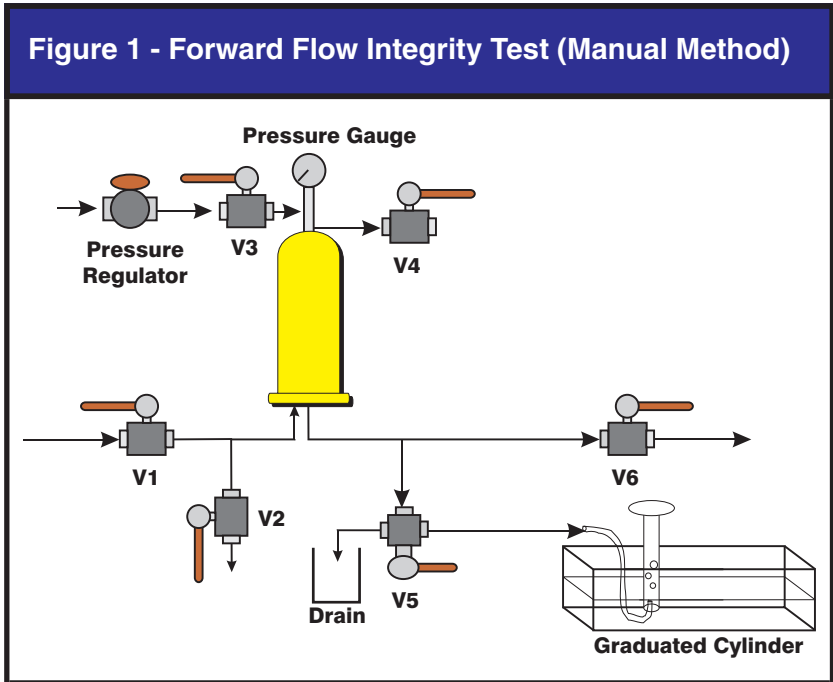 Figure 1 - Forward Flow Integrity Test (Manual Method)
Pressure Gauge
Pressure
Regulator
V3
V4
V1
V2
V6
V5
Drain
Graduated Cylinder